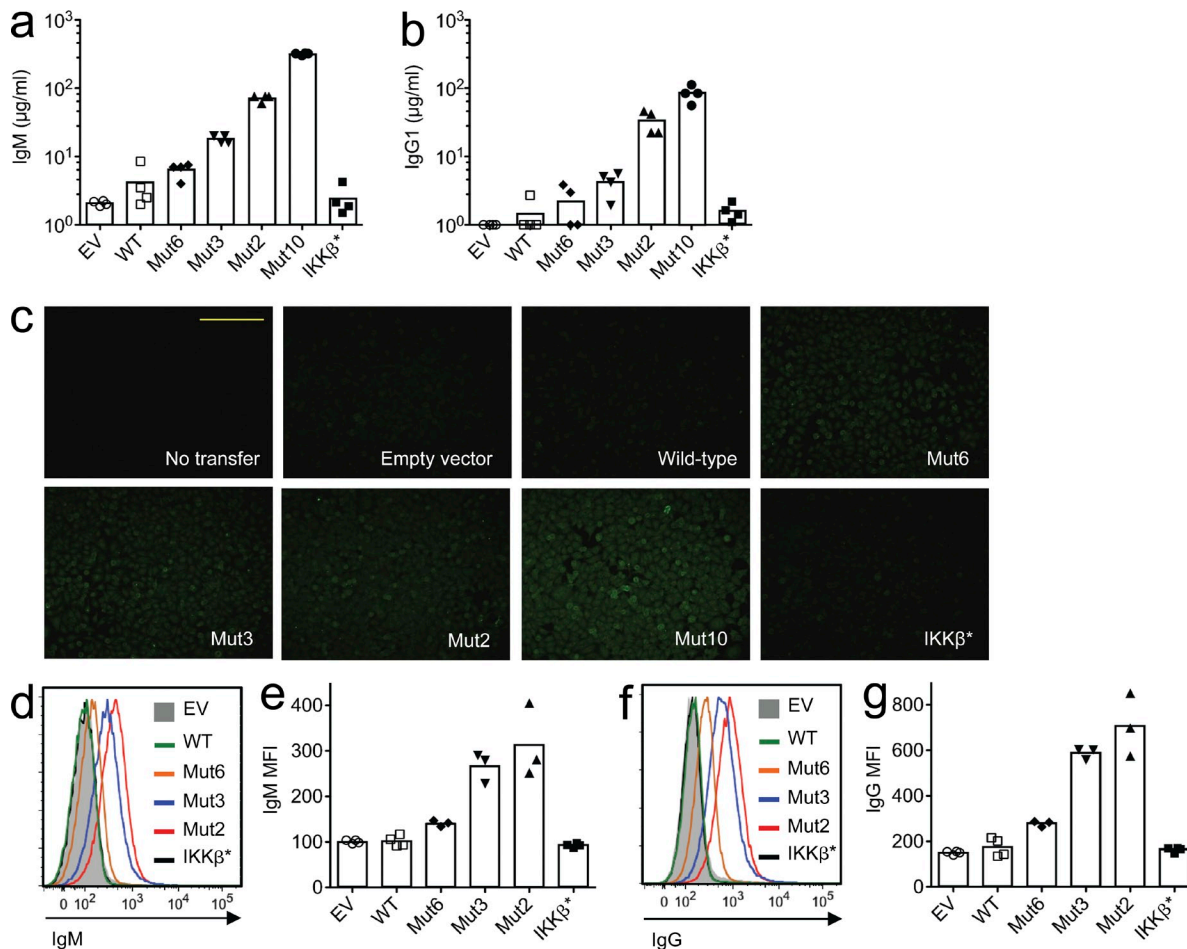 a
IgM (µg/ml)
10³
10²
10¹
10⁰
EV
WT
Mut6
Mut3
Mut2
Mut10
IKKβ*
b
IgG1 (µg/ml)
10³
10²
10¹
10⁰
EV
WT
Mut6
Mut3
Mut2
Mut10
IKKβ*
c
No transfer
Empty vector
Wild-type
Mut6
Mut3
Mut2
Mut10
IKKβ*
d
EV
WT
Mut6
Mut3
Mut2
IKKβ*
0 10² 10³ 10⁴ 10⁵
IgM
e
IgM MFI
400
300
200
100
0
EV
WT
Mut6
Mut3
Mut2
IKKβ*
f
EV
WT
Mut6
Mut3
Mut2
IKKβ*
0 10² 10³ 10⁴ 10⁵
IgG
g
IgG MFI
800
600
400
200
0
EV
WT
Mut6
Mut3
Mut2
IKKβ*